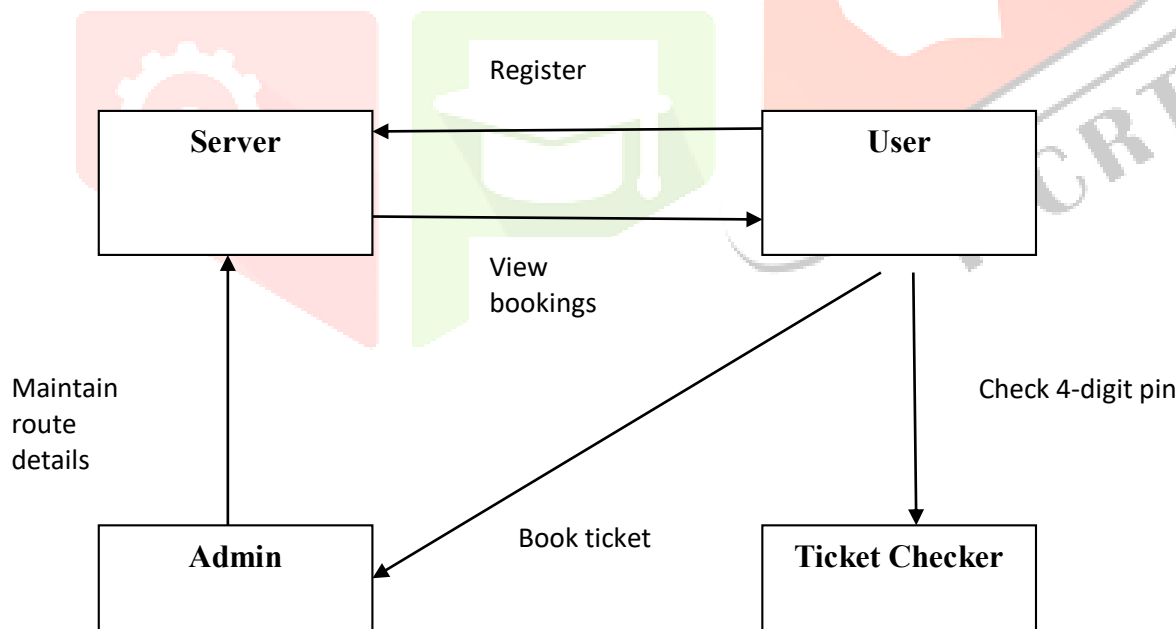 Register
Server
User
View
bookings
Maintain
route
details
Check 4-digit pin
Book ticket
Admin
Ticket Checker